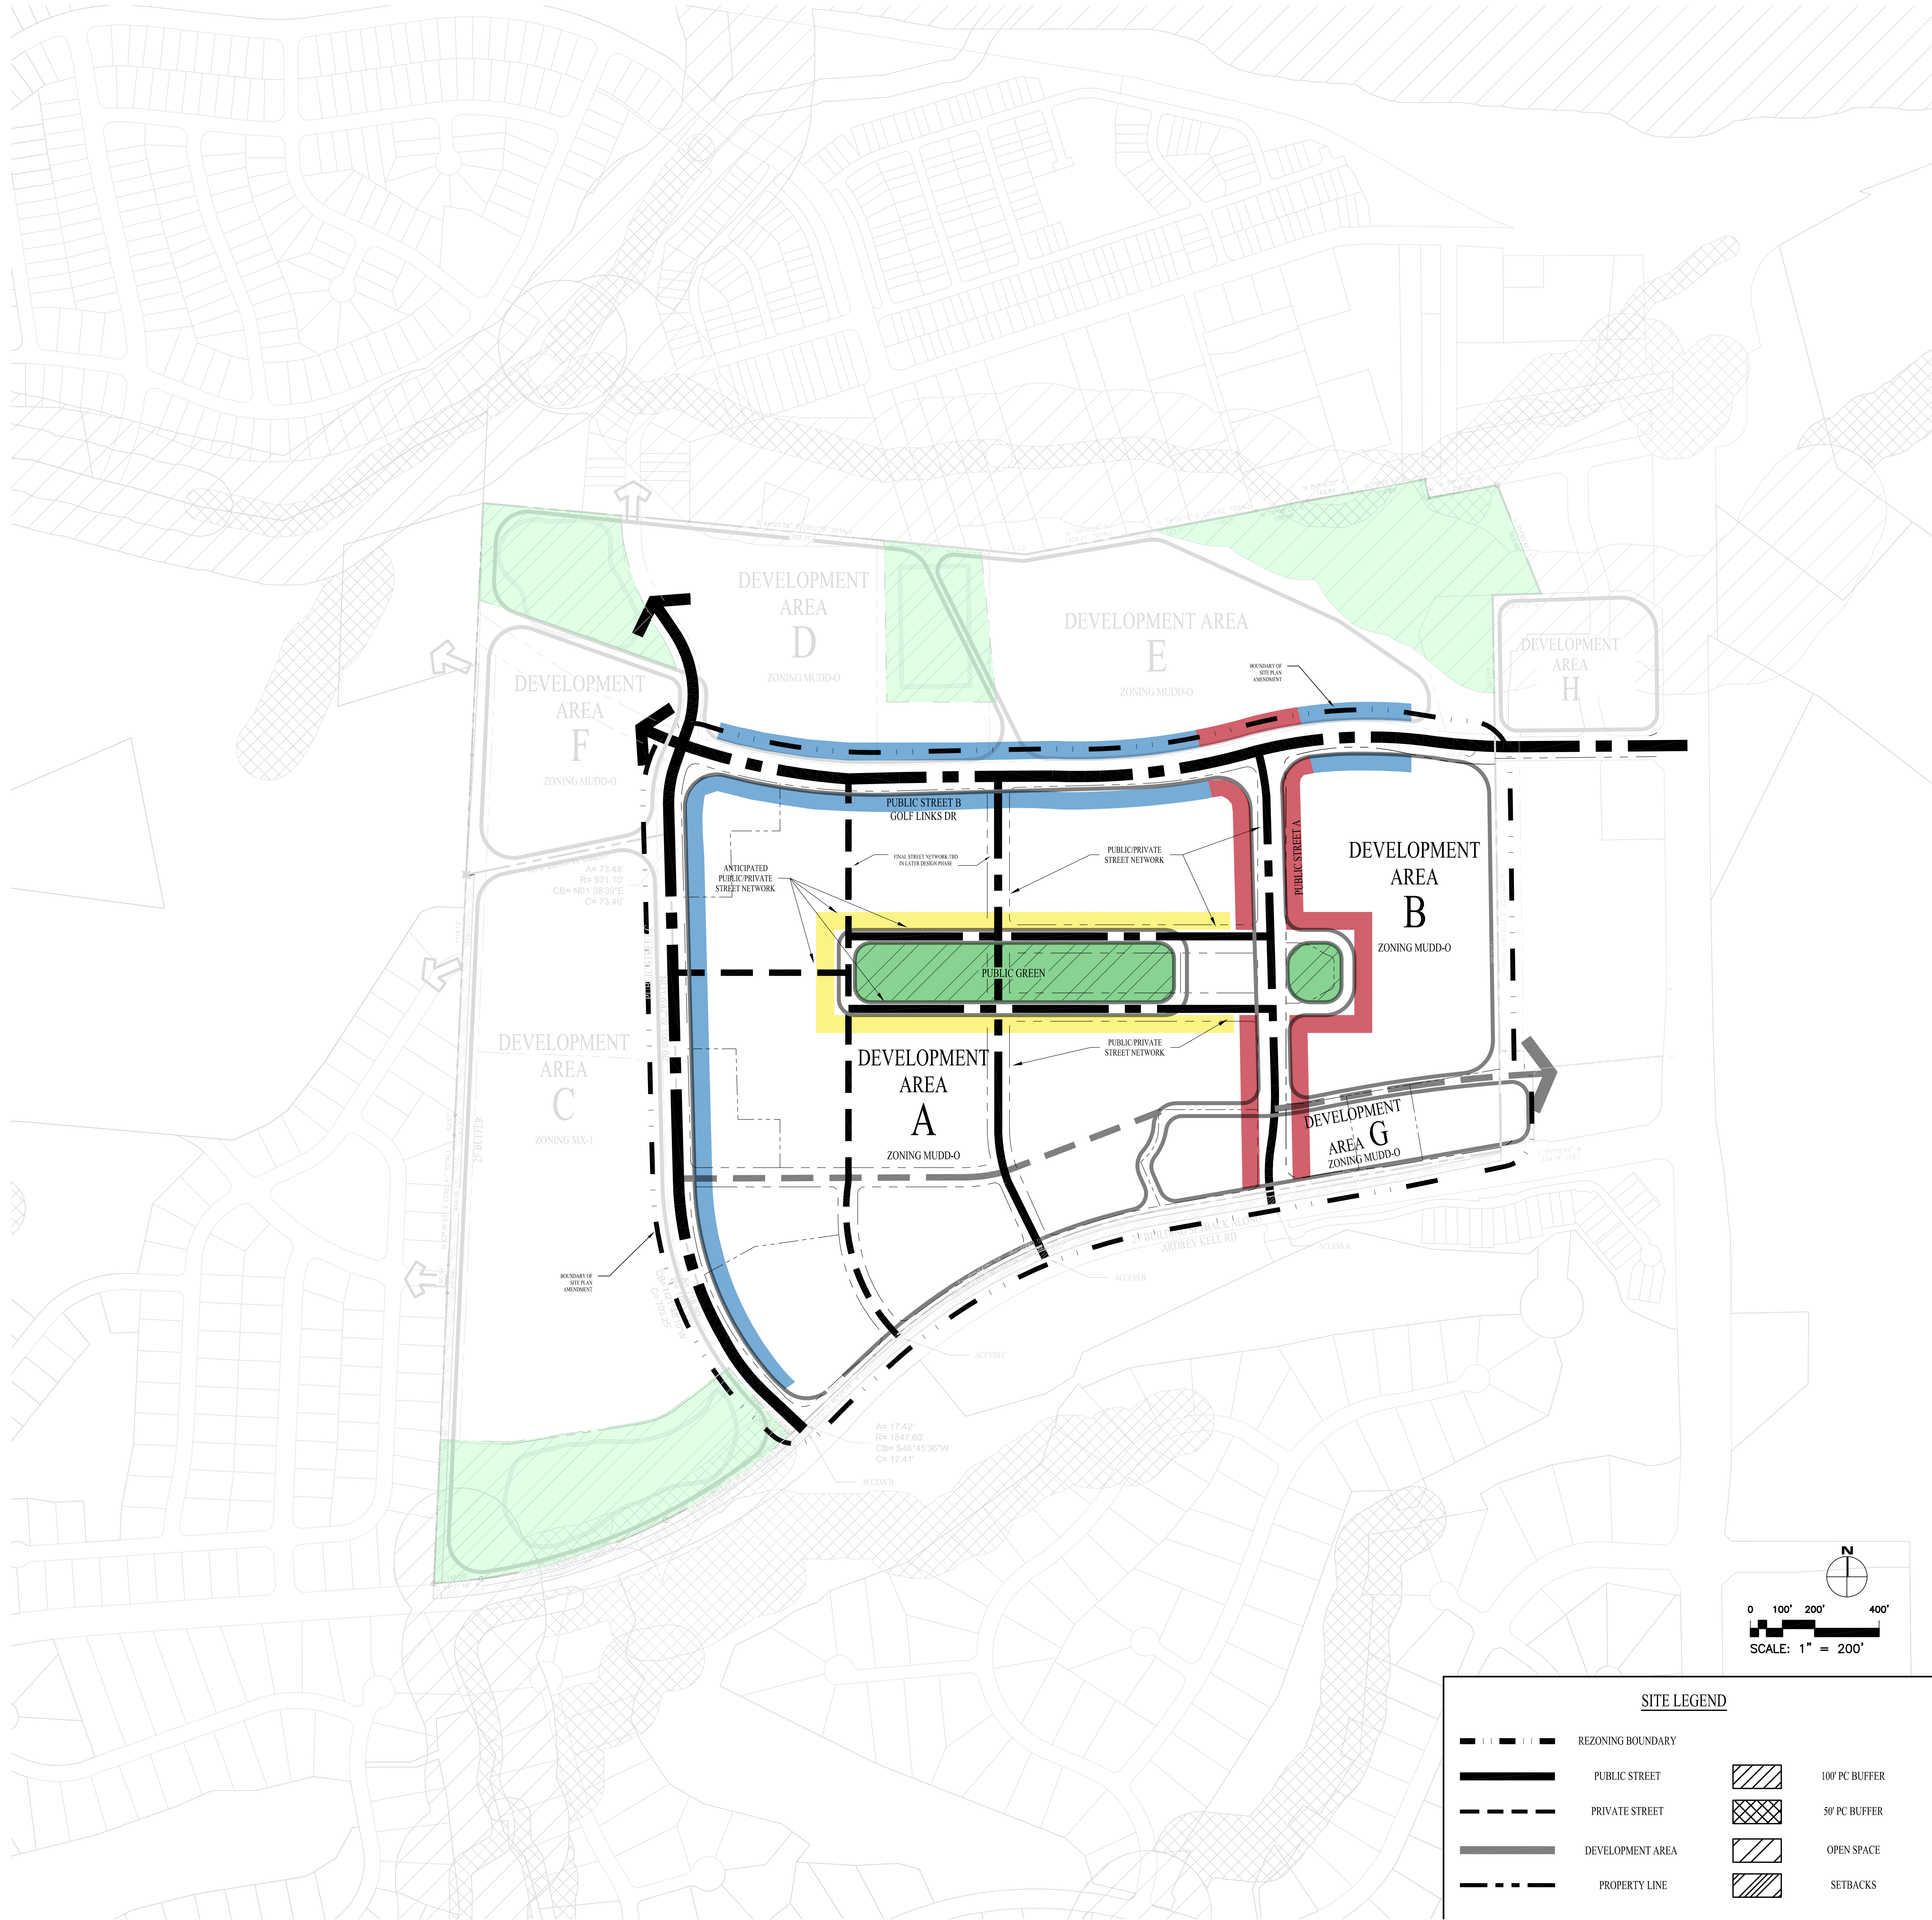 DEVELOPMENT
AREA
D
ZONING MUDD-O
DEVELOPMENT AREA
E
ZONING MUDD-O
DEVELOPMENT
AREA
H
DEVELOPMENT
AREA
F
ZONING MUDD-O
BOUNDARY OF
SITE PLAN
AMENDMENT
PUBLIC STREET B
GOLF LINKS DR
FINAL STREET NETWORK TBD
IN LATER DESIGN PHASE
PUBLIC/PRIVATE
STREET NETWORK
PUBLIC STREET A
ANTICIPATED
PUBLIC/PRIVATE
STREET NETWORK
A= 73.48'
R= 971.10'
CB= N01°38'39"E
C= 73.46'
DEVELOPMENT
AREA
B
ZONING MUDD-O
PUBLIC GREEN
DEVELOPMENT
AREA
C
ZONING MX-1
DEVELOPMENT
AREA
A
ZONING MUDD-O
PUBLIC/PRIVATE
STREET NETWORK
DEVELOPMENT
AREA G
ZONING MUDD-O
25' BUFFER
BOUNDARY OF
SITE PLAN
AMENDMENT
ARDREY KELL RD
ACCESS A
ACCESS B
ACCESS C
ACCESS D
A= 17.42'
R= 1847.60'
CB= S46°45'36"W
C= 17.41'
N
0 100' 200' 400'
SCALE: 1" = 200'
SITE LEGEND
REZONING BOUNDARY
PUBLIC STREET
PRIVATE STREET
DEVELOPMENT AREA
PROPERTY LINE
100' PC BUFFER
50' PC BUFFER
OPEN SPACE
SETBACKS